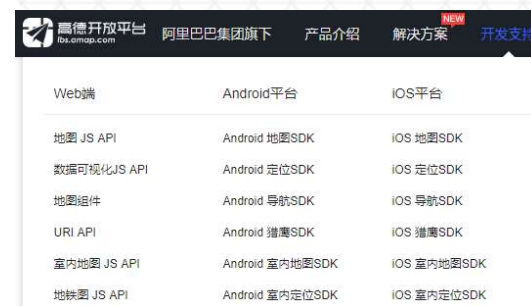 高德开放平台 阿里巴巴集团旗下 产品介绍 解决方案 NEW 开发支持
lbs.amap.com
Web端 Android平台 iOS平台
地图 JS API Android 地图SDK iOS 地图SDK
数据可视化JS API Android 定位SDK iOS 定位SDK
地图组件 Android 导航SDK iOS 导航SDK
URI API Android 猎鹰SDK iOS 猎鹰SDK
室内地图 JS API Android 室内地图SDK iOS 室内地图SDK
地铁图 JS API Android 室内定位SDK iOS 室内定位SDK